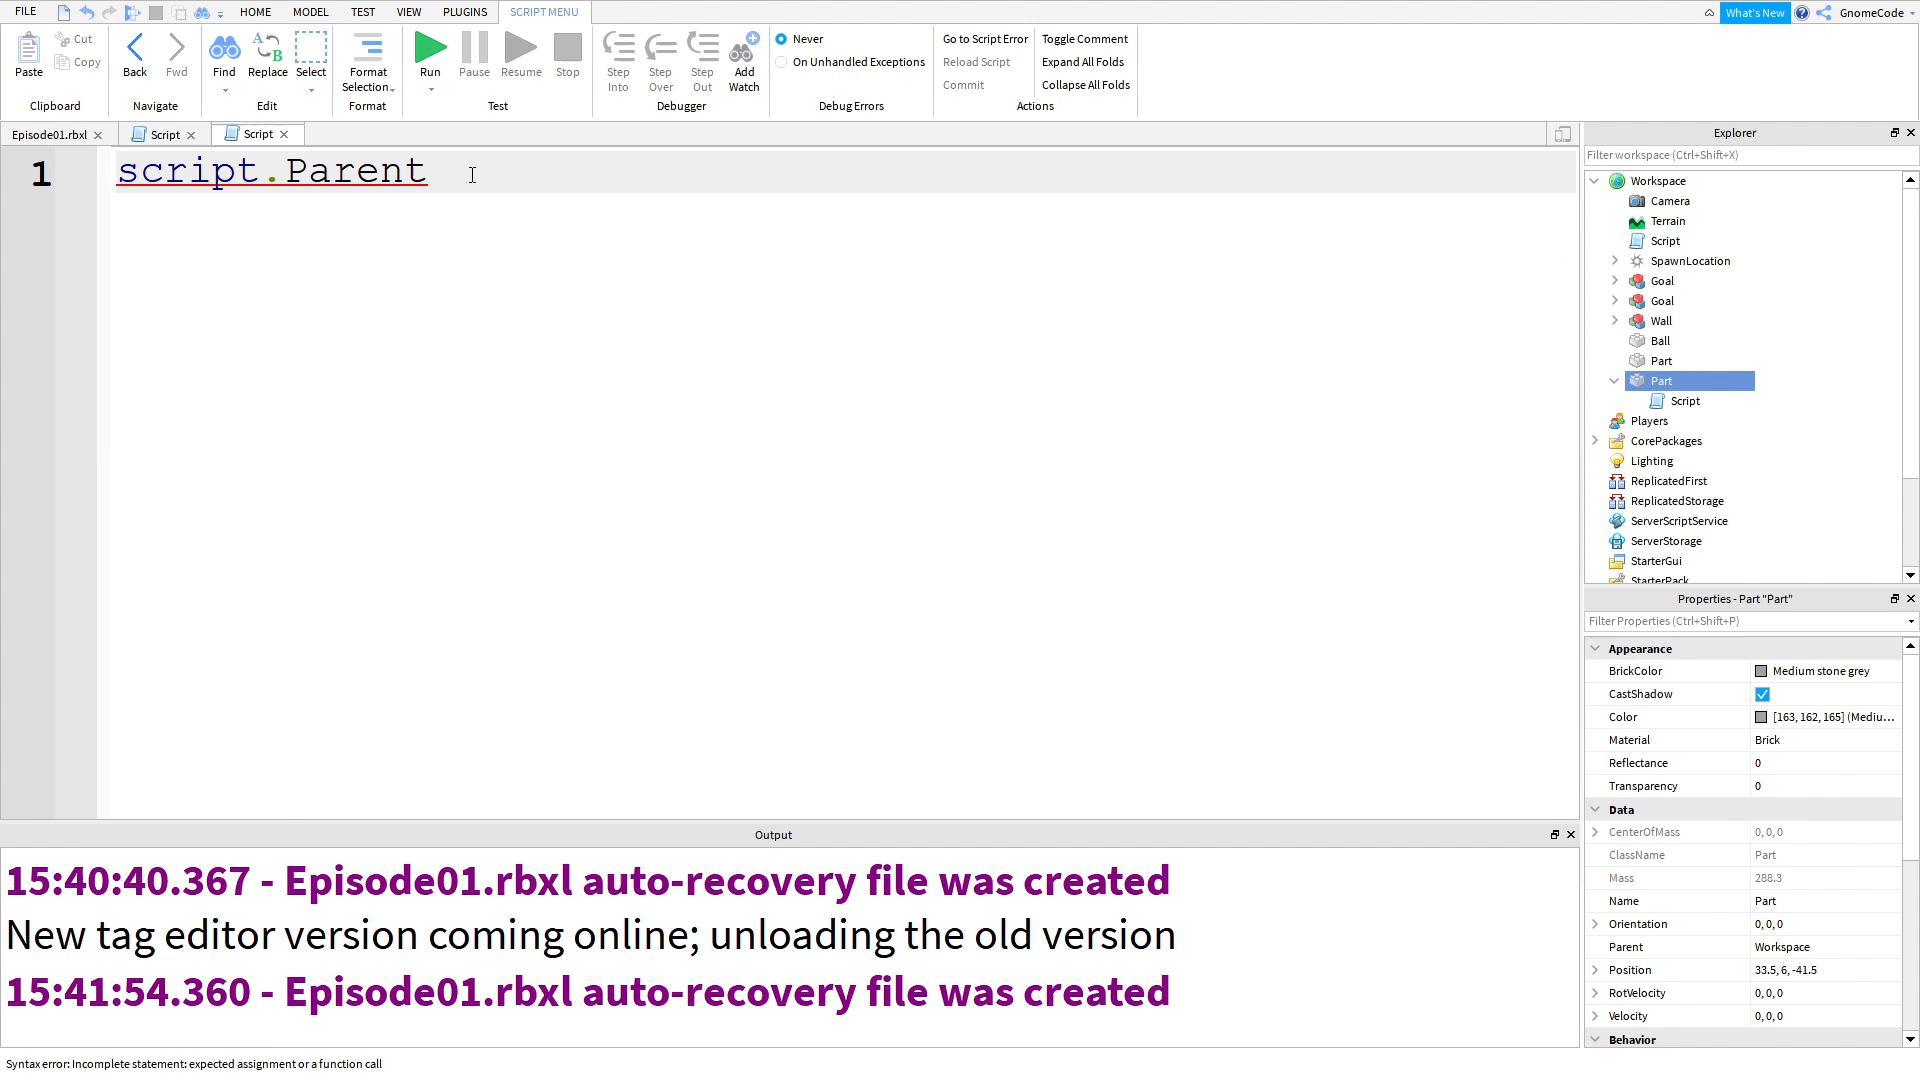 FILE HOME MODEL TEST VIEW PLUGINS SCRIPT MENU What's New GnomeCode
Paste Cut Copy Clipboard
Back Fwd Navigate
Find Replace Select Edit
Format Selection Format
Run Pause Resume Stop Test
Step Into Step Over Step Out Add Watch Debugger
Never
On Unhandled Exceptions
Debug Errors
Go to Script Error Toggle Comment
Reload Script Expand All Folds
Commit Collapse All Folds
Actions
Episode01.rbxl Script Script
1 script.Parent
Explorer
Filter workspace (Ctrl+Shift+X)
Workspace
Camera
Terrain
Script
SpawnLocation
Goal
Goal
Wall
Ball
Part
Part
Script
Players
CorePackages
Lighting
ReplicatedFirst
ReplicatedStorage
ServerScriptService
ServerStorage
StarterGui
StarterPack
Properties - Part "Part"
Filter Properties (Ctrl+Shift+P)
Appearance
BrickColor Medium stone grey
CastShadow
Color [163, 162, 165] (Mediu...
Material Brick
Reflectance 0
Transparency 0
Data
CenterOfMass 0, 0, 0
ClassName Part
Mass 288.3
Name Part
Orientation 0, 0, 0
Parent Workspace
Position 33.5, 6, -41.5
RotVelocity 0, 0, 0
Velocity 0, 0, 0
Behavior
Output
15:40:40.367 - Episode01.rbxl auto-recovery file was created
New tag editor version coming online; unloading the old version
15:41:54.360 - Episode01.rbxl auto-recovery file was created
Syntax error: Incomplete statement: expected assignment or a function call